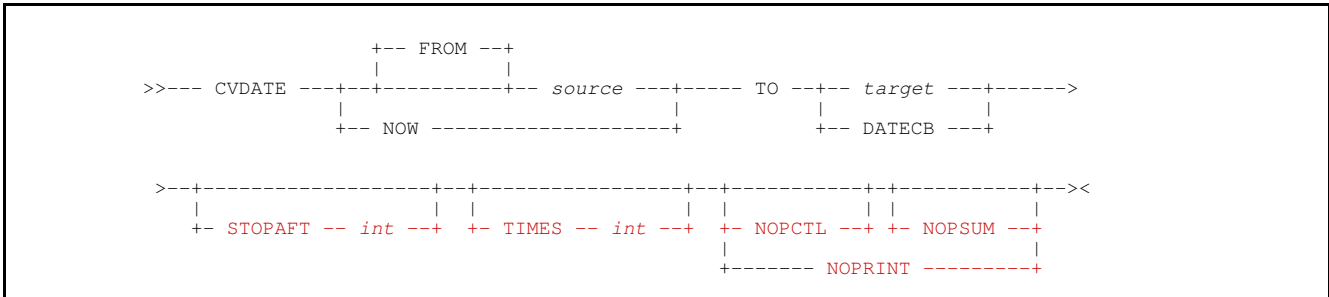 +-- FROM --+
| |
>>--- CVDATE ---+--+----------+-- source ---+----- TO --+-- target ---+------>
| | | |
+-- NOW --------------------+ +-- DATECB ---+
>--+-------------------+--+-----------------+--+-----------+-+-----------+--><
| | | | | | | |
+- STOPAFT -- int --+ +- TIMES -- int --+ +- NOPCTL --+ +- NOPSUM --+
| |
+------- NOPRINT ---------+